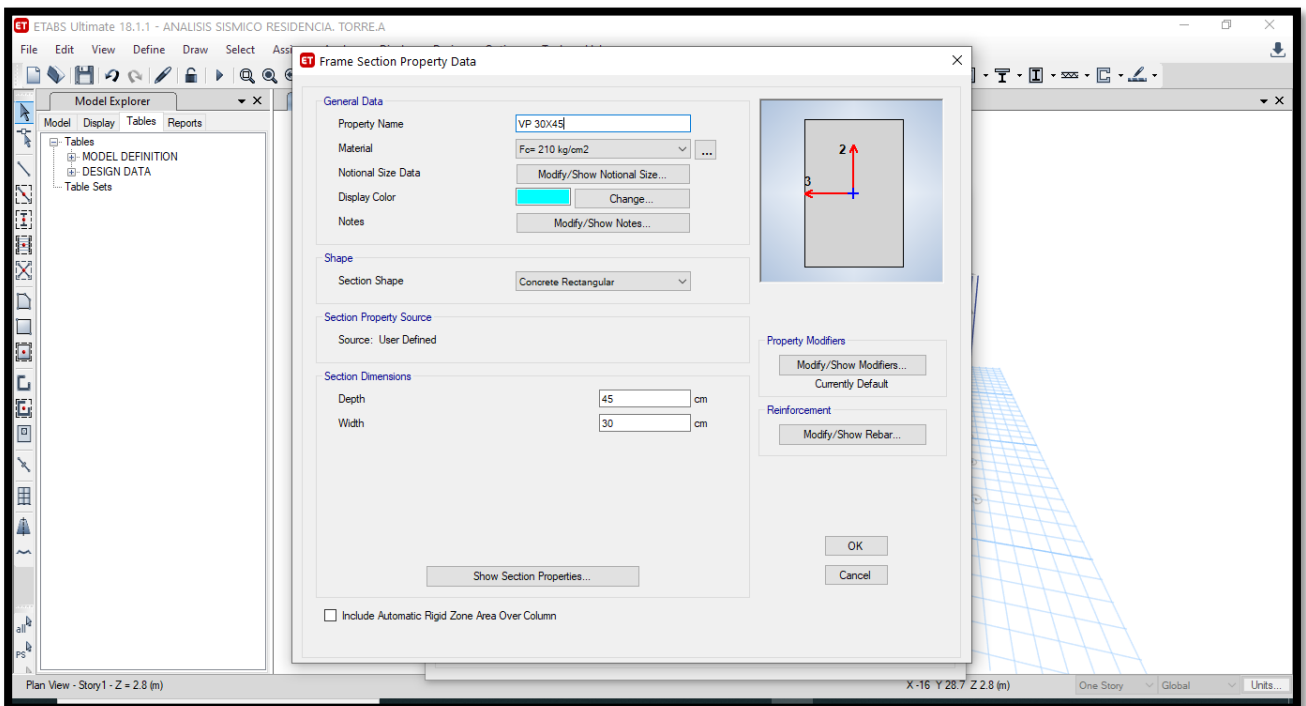 ET ETABS Ultimate 18.1.1 - ANALISIS SISMICO RESIDENCIA. TORRE.A
File Edit View Define Draw Select
ET Frame Section Property Data
Model Explorer
Model Display Tables Reports
Tables
MODEL DEFINITION
DESIGN DATA
Table Sets
General Data
Property Name VP 30X45
Material Fc= 210 kg/cm2 ...
Notional Size Data Modify/Show Notional Size...
Display Color Change...
Notes Modify/Show Notes...
2
3
Shape
Section Shape Concrete Rectangular
Section Property Source
Source: User Defined
Property Modifiers
Modify/Show Modifiers...
Currently Default
Section Dimensions
Depth 45 cm
Width 30 cm
Reinforcement
Modify/Show Rebar...
OK
Show Section Properties...
Cancel
Include Automatic Rigid Zone Area Over Column
all
PS
Plan View - Story1 - Z = 2.8 (m) X -16 Y 28.7 Z 2.8 (m) One Story Global Units...